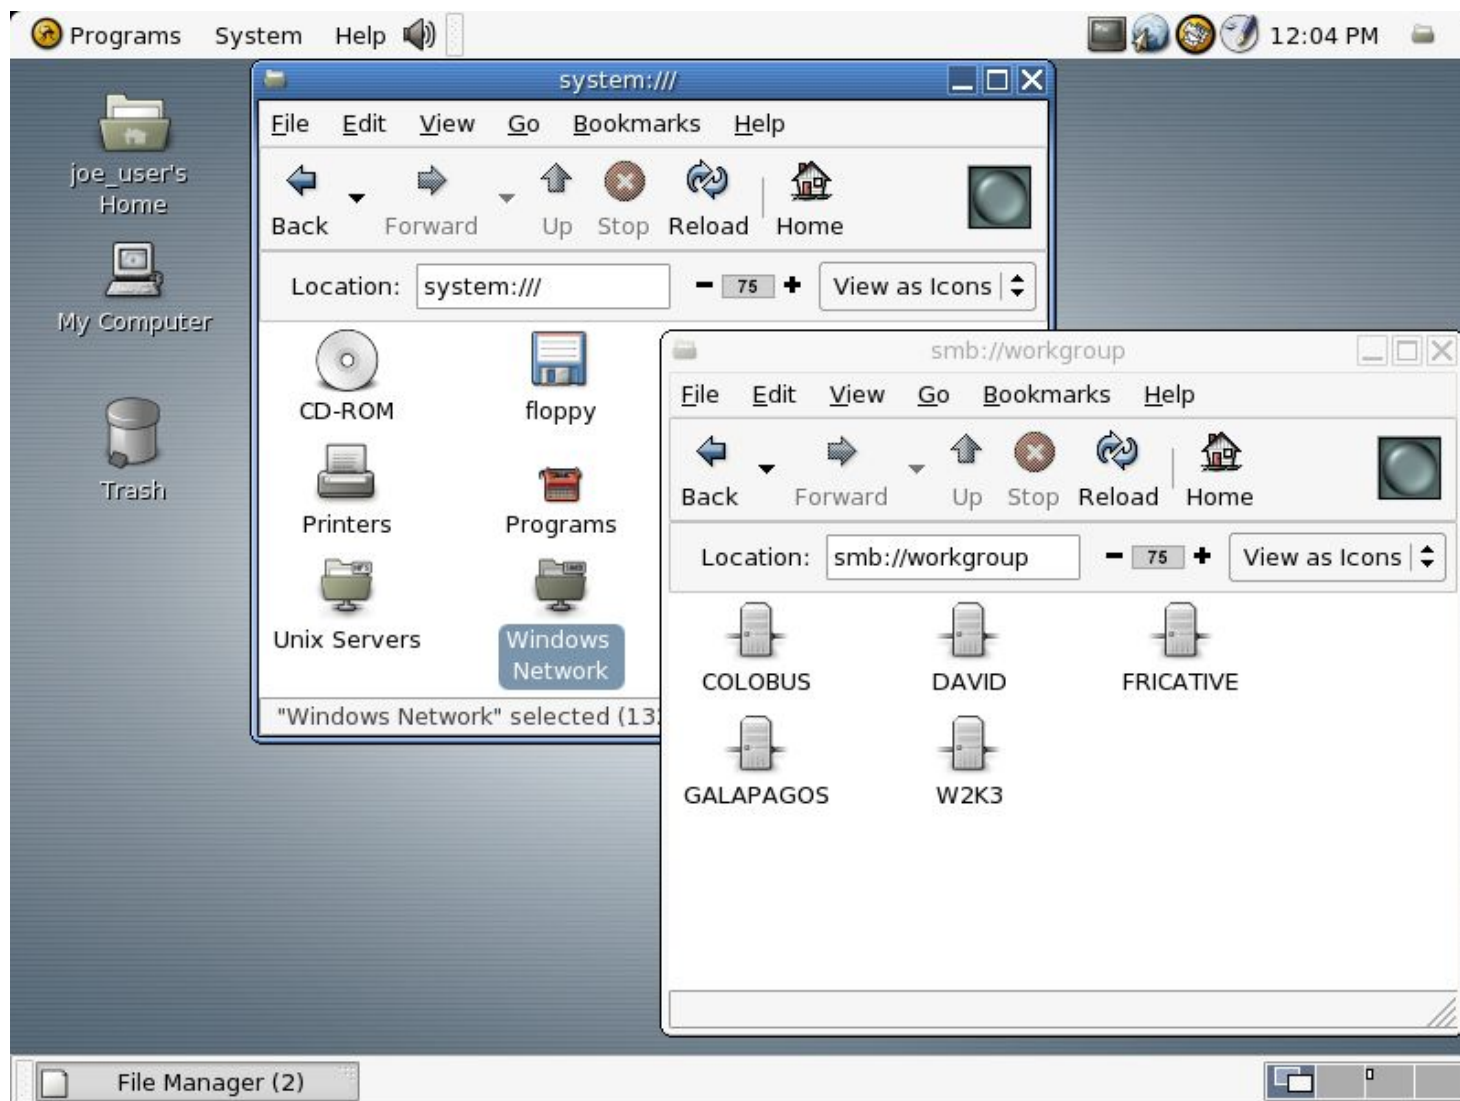 Programs System Help 12:04 PM
joe_user's
Home
My Computer
Trash
system:///
File Edit View Go Bookmarks Help
Back Forward Up Stop Reload Home
Location: system:/// 75 View as Icons
CD-ROM floppy
Printers Programs
Unix Servers Windows
Network
"Windows Network" selected (13
smb://workgroup
File Edit View Go Bookmarks Help
Back Forward Up Stop Reload Home
Location: smb://workgroup 75 View as Icons
COLOBUS DAVID FRICATIVE
GALAPAGOS W2K3
File Manager (2)